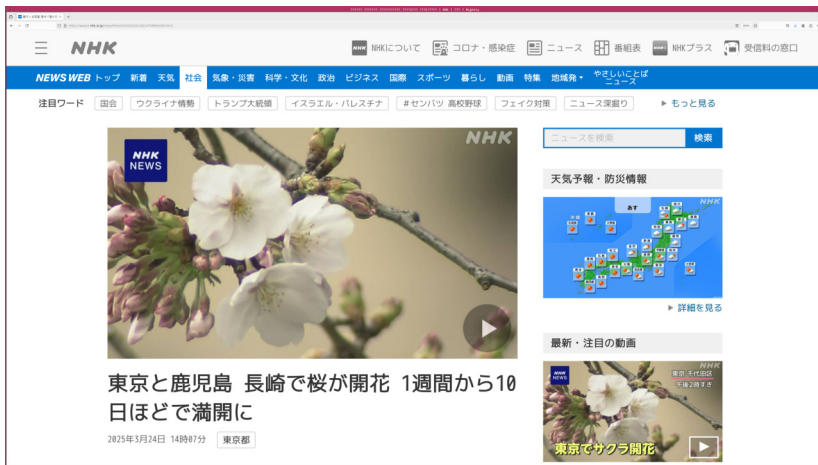 NHK
NHKについて
コロナ・感染症
ニュース
番組表
NHKプラス
受信料の窓口
NEWS WEB トップ 新着 天気 社会 気象・災害 科学・文化 政治 ビジネス 国際 スポーツ 暮らし 動画 特集 地域発 やさしいことばニュース
注目ワード 国会 ウクライナ情勢 トランプ大統領 イスラエル・パレスチナ #センバツ 高校野球 フェイク対策 ニュース深掘り もっと見る
NHK
NEWS
NHK
ニュースを検索 検索
天気予報・防災情報
あす
NHK
詳細を見る
最新・注目の動画
NHK
NEWS
NHK
東京 千代田区
午後2時すぎ
東京でサクラ開花
東京と鹿児島 長崎で桜が開花 1週間から10
日ほどで満開に
2025年3月24日 14時07分 東京都